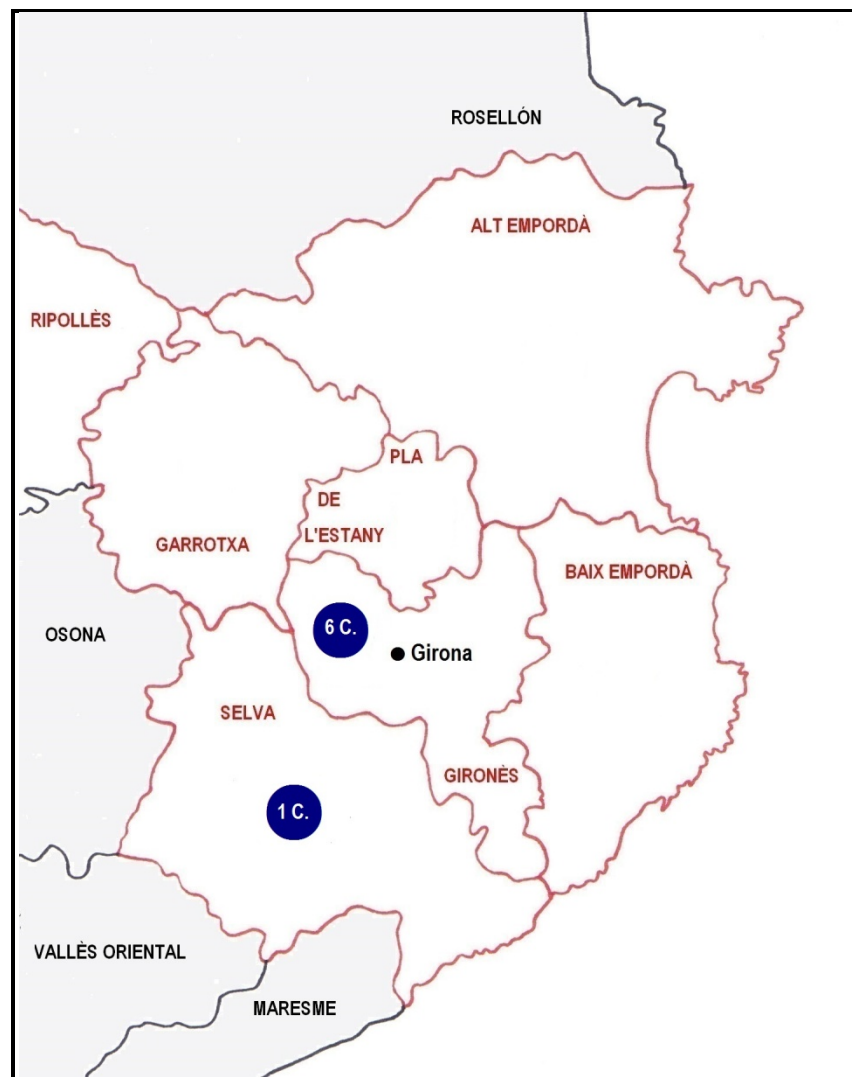 ROSELLÓN
ALT EMPORDÀ
RIPOLLÈS
PLA
DE
L'ESTANY
GARROTXA
BAIX EMPORDÀ
OSONA
6 C.
Girona
SELVA
GIRONÈS
1 C.
VALLÈS ORIENTAL
MARESME